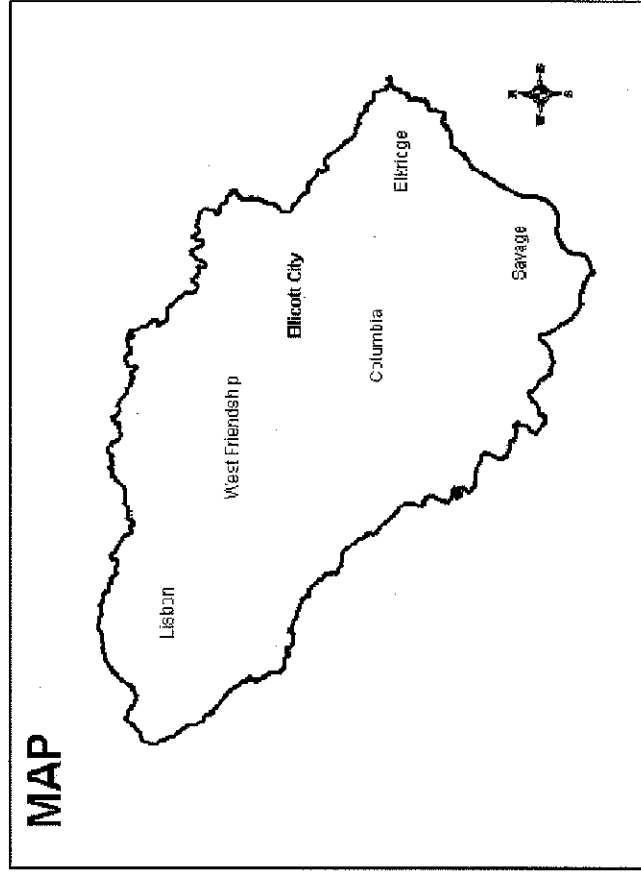 MAP
Lisbon
West Friendship
Ellicott City
Columbia
Elkridge
Savage
N
W
E
S